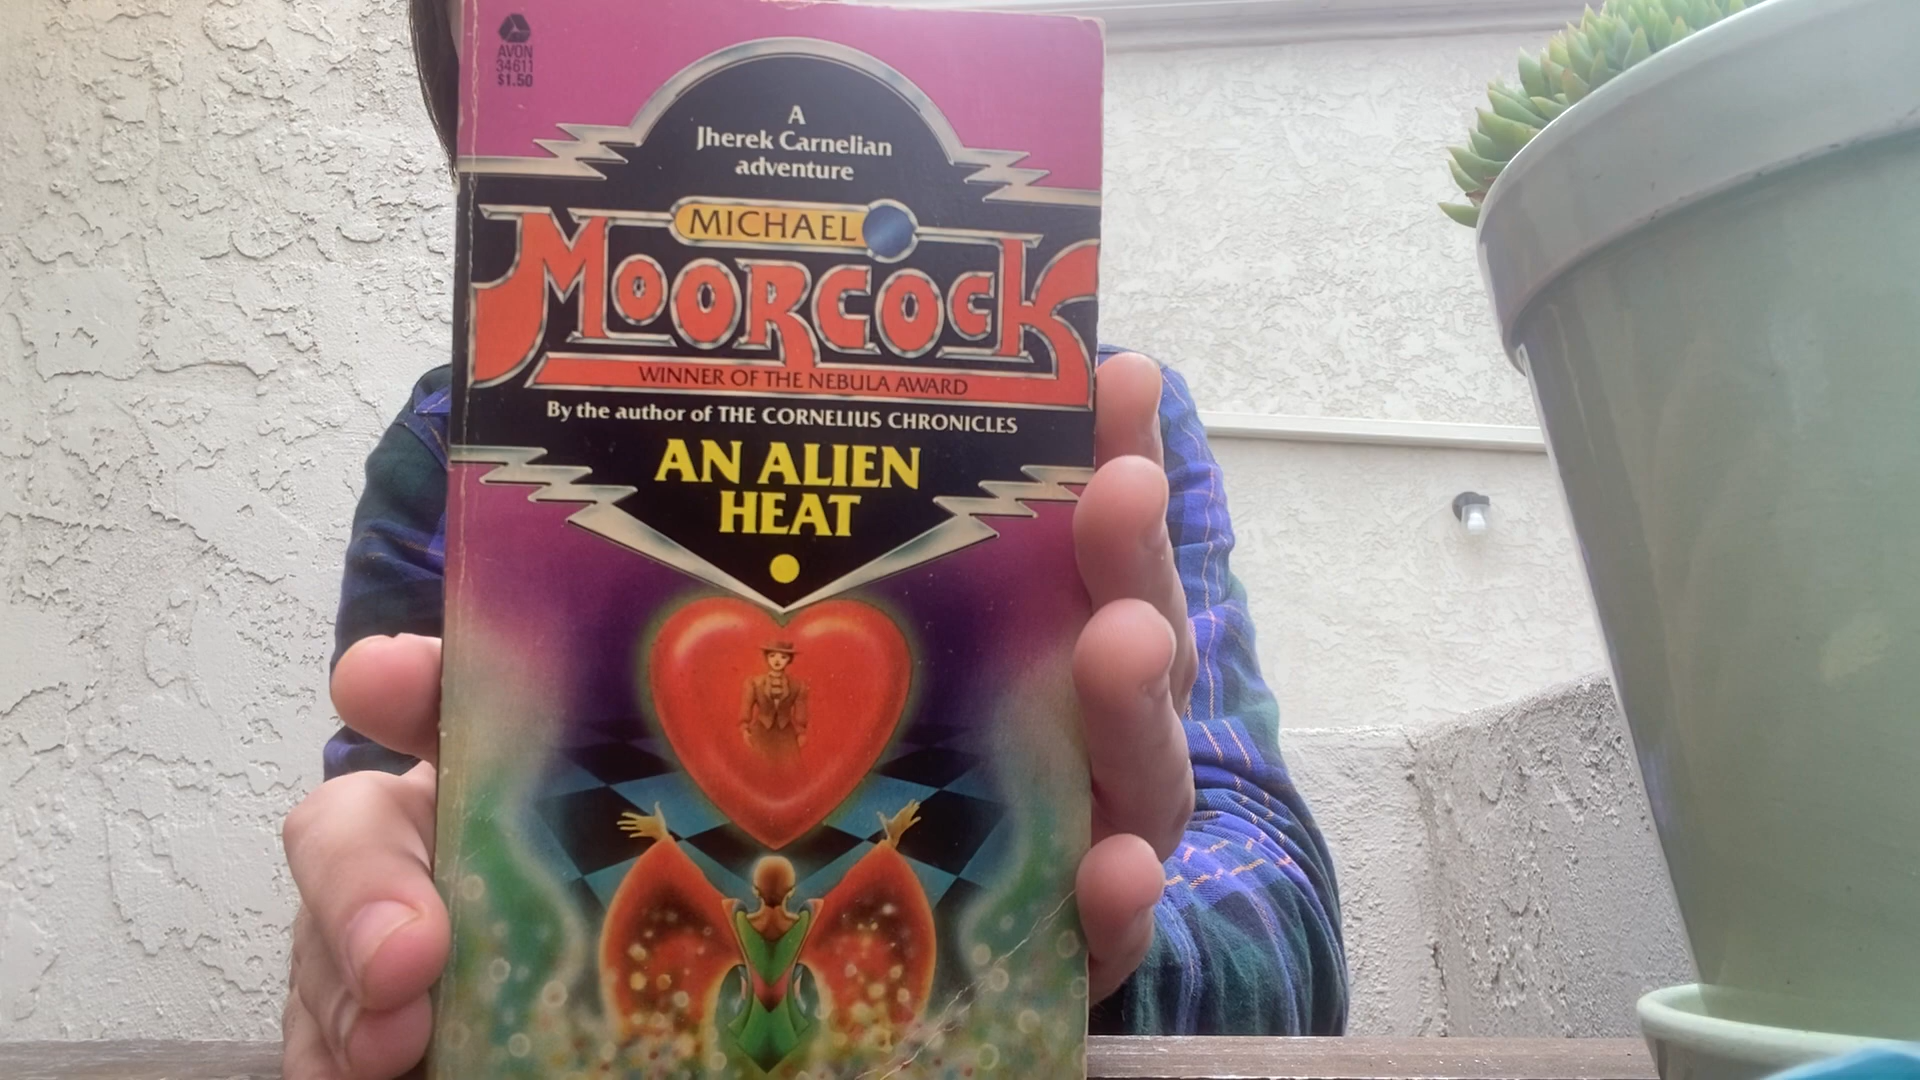 AVON
34611
$1.50
A
Jherek Carnelian
adventure
MICHAEL
MOORCOCK
WINNER OF THE NEBULA AWARD
By the author of THE CORNELIUS CHRONICLES
AN ALIEN
HEAT